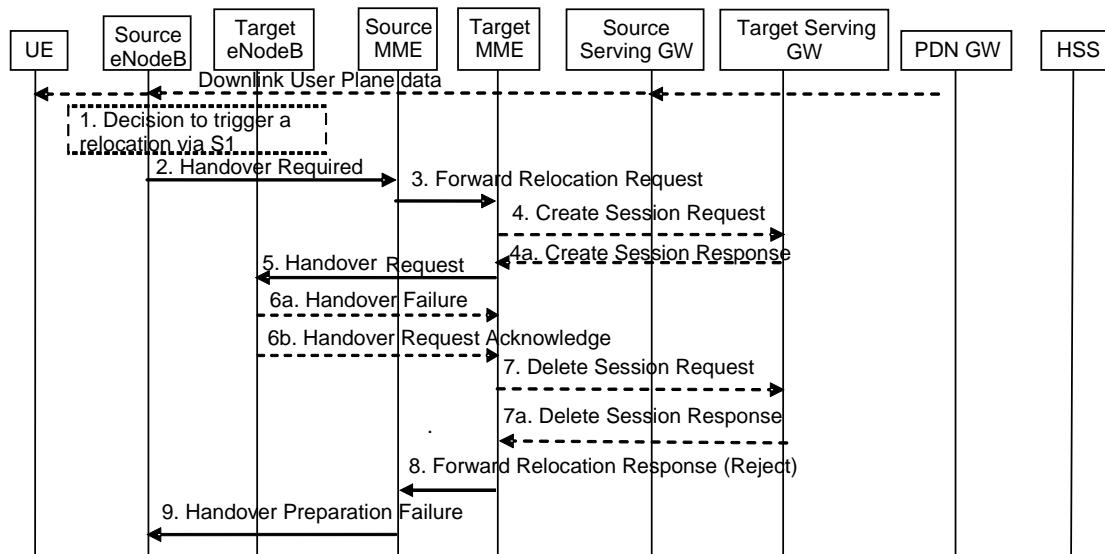 UE
Source
eNodeB
Target
eNodeB
Source
MME
Target
MME
Source
Serving GW
Target Serving
GW
PDN GW
HSS
Downlink User Plane data
1. Decision to trigger a
relocation via S1
2. Handover Required
3. Forward Relocation Request
4. Create Session Request
4a. Create Session Response
5. Handover Request
6a. Handover Failure
6b. Handover Request Acknowledge
7. Delete Session Request
7a. Delete Session Response
.
8. Forward Relocation Response (Reject)
9. Handover Preparation Failure